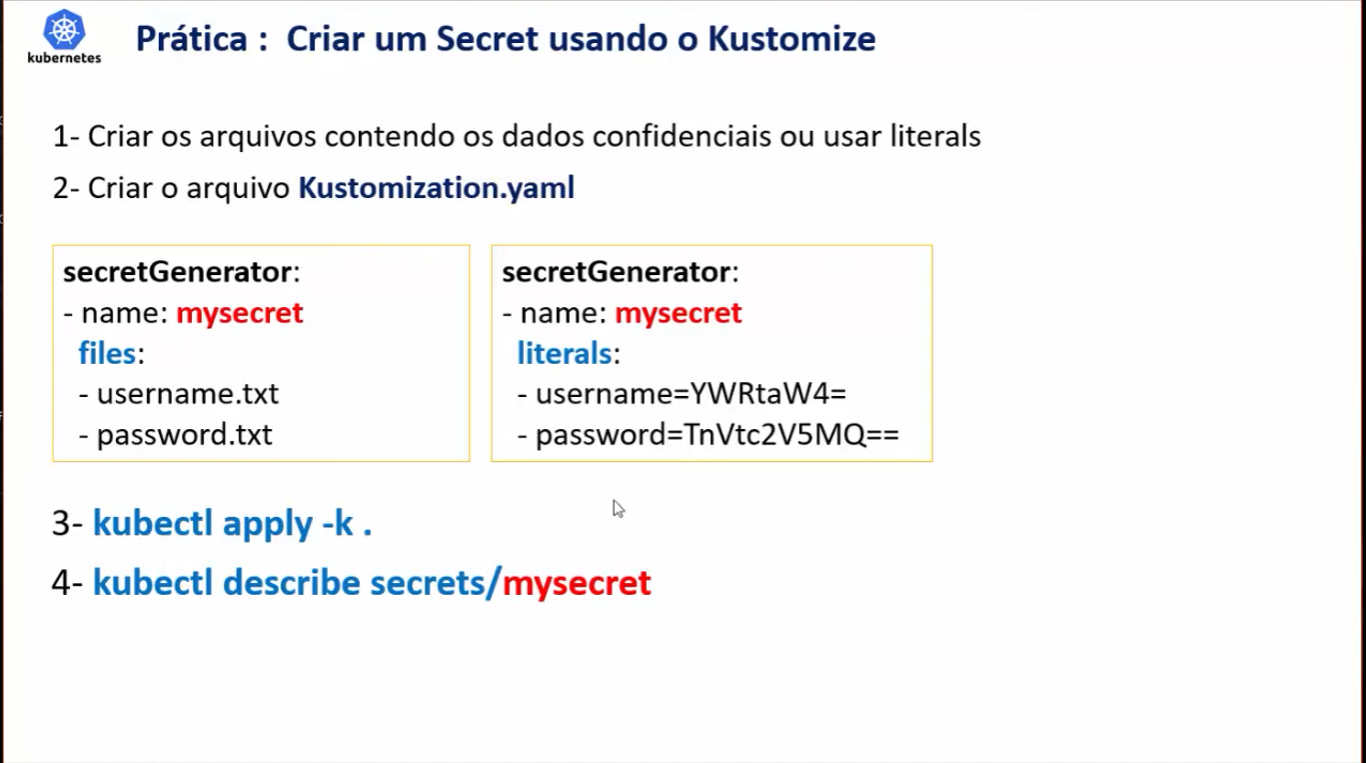 kubernetes
Prática :  Criar um Secret usando o Kustomize
1- Criar os arquivos contendo os dados confidenciais ou usar literals
2- Criar o arquivo Kustomization.yaml
secretGenerator:
- name: mysecret
files:
- username.txt
- password.txt
secretGenerator:
- name: mysecret
literals:
- username=YWRtaW4=
- password=TnVtc2V5MQ==
3- kubectl apply -k .
4- kubectl describe secrets/mysecret